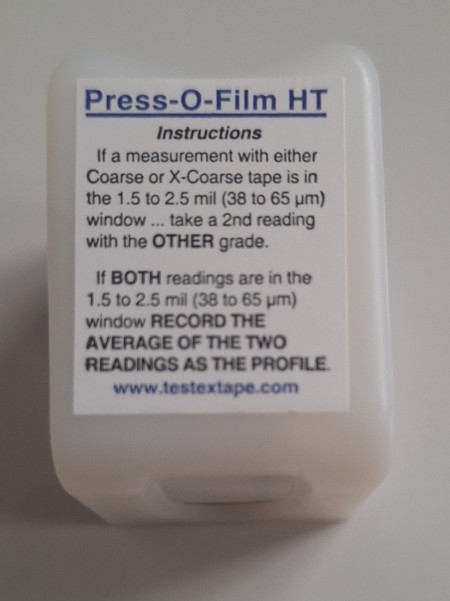 Press-O-Film HT
Instructions
If a measurement with either
Coarse or X-Coarse tape is in
the 1.5 to 2.5 mil (38 to 65 µm)
window ... take a 2nd reading
with the OTHER grade.
If BOTH readings are in the
1.5 to 2.5 mil (38 to 65 µm)
window RECORD THE
AVERAGE OF THE TWO
READINGS AS THE PROFILE.
www.testextape.com